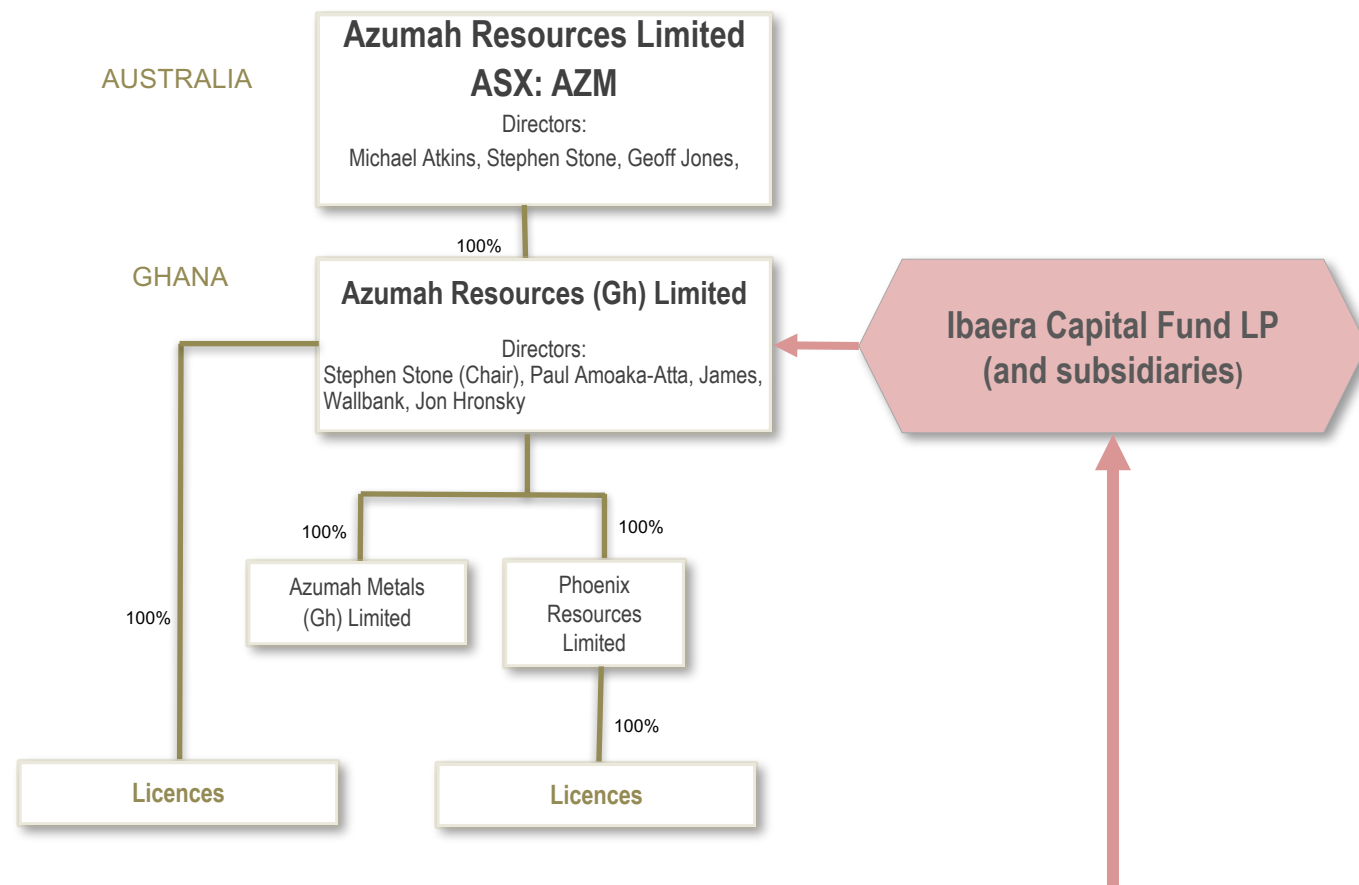 Azumah Resources Limited
ASX: AZM
AUSTRALIA
Directors:
Michael Atkins, Stephen Stone, Geoff Jones,
100%
GHANA
Azumah Resources (Gh) Limited
Directors:
Stephen Stone (Chair), Paul Amoaka-Atta, James,
Wallbank, Jon Hronsky
Ibaera Capital Fund LP
(and subsidiaries)
100%
100%
Azumah Metals
(Gh) Limited
Phoenix
Resources
Limited
100%
100%
Licences
Licences